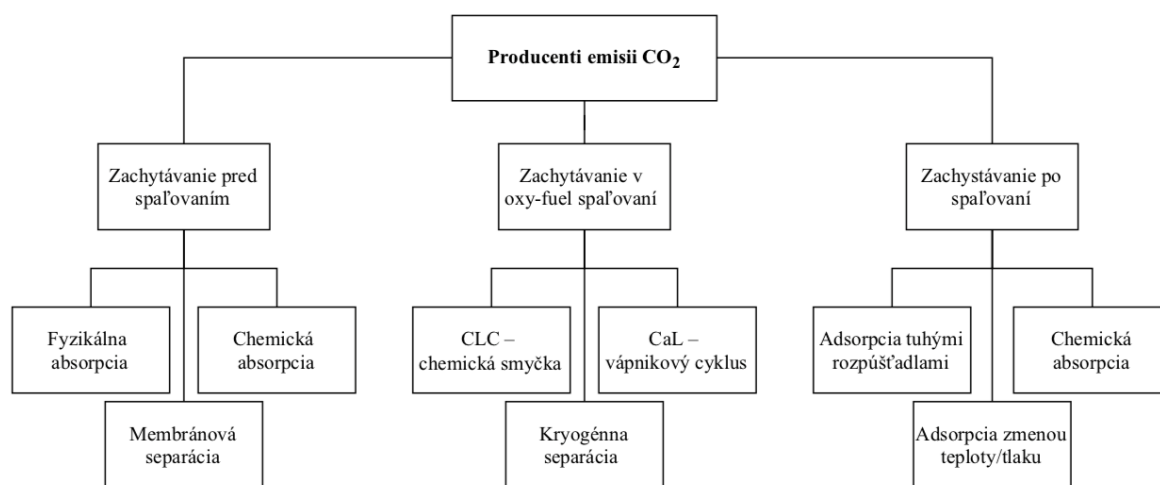 Producenti emisii CO₂
Zachytávanie pred
spaľovaním
Zachytávanie v
oxy-fuel spaľovaní
Zachystávanie po
spaľovaní
Fyzikálna
absorpcia
Chemická
absorpcia
CLC –
chemická smyčka
CaL –
vápnikový cyklus
Adsorpcia tuhými
rozpúšťadlami
Chemická
absorpcia
Membránová
separácia
Kryogénna
separácia
Adsorpcia zmenou
teploty/tlaku